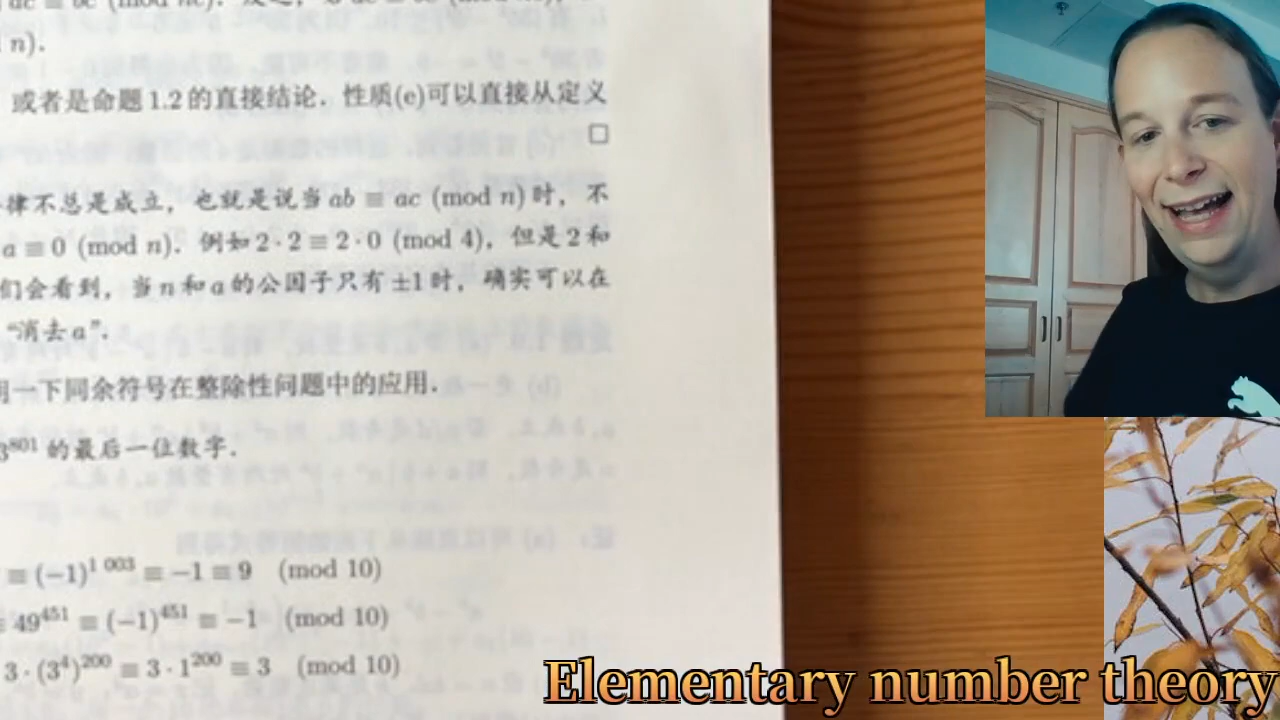 n).
或者是命题 1.2 的直接结论. 性质(e)可以直接从定义
□
律不总是成立, 也就是说当 ab ≡ ac (mod n) 时, 不
a ≡ 0 (mod n). 例如 2 · 2 ≡ 2 · 0 (mod 4), 但是 2 和
们会看到, 当 n 和 a 的公因子只有 ±1 时, 确实可以在
“消去 a”.
一下同余符号在整除性问题中的应用.
3^801 的最后一位数字.
≡ (−1)^1 003 ≡ −1 ≡ 9 (mod 10)
≡ 49^451 ≡ (−1)^451 ≡ −1 (mod 10)
3 · (3^4)^200 ≡ 3 · 1^200 ≡ 3 (mod 10)
Elementary number theory